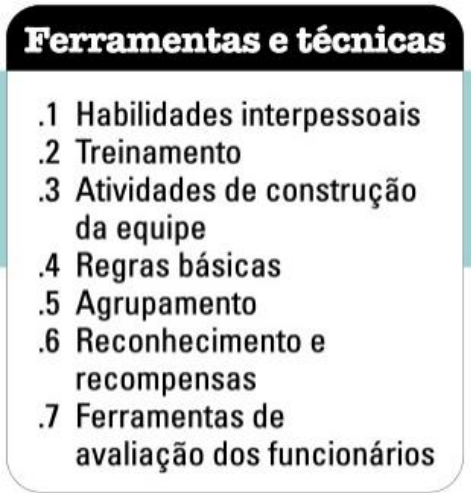 Ferramentas e técnicas
.1 Habilidades interpessoais
.2 Treinamento
.3 Atividades de construção
da equipe
.4 Regras básicas
.5 Agrupamento
.6 Reconhecimento e
recompensas
.7 Ferramentas de
avaliação dos funcionários